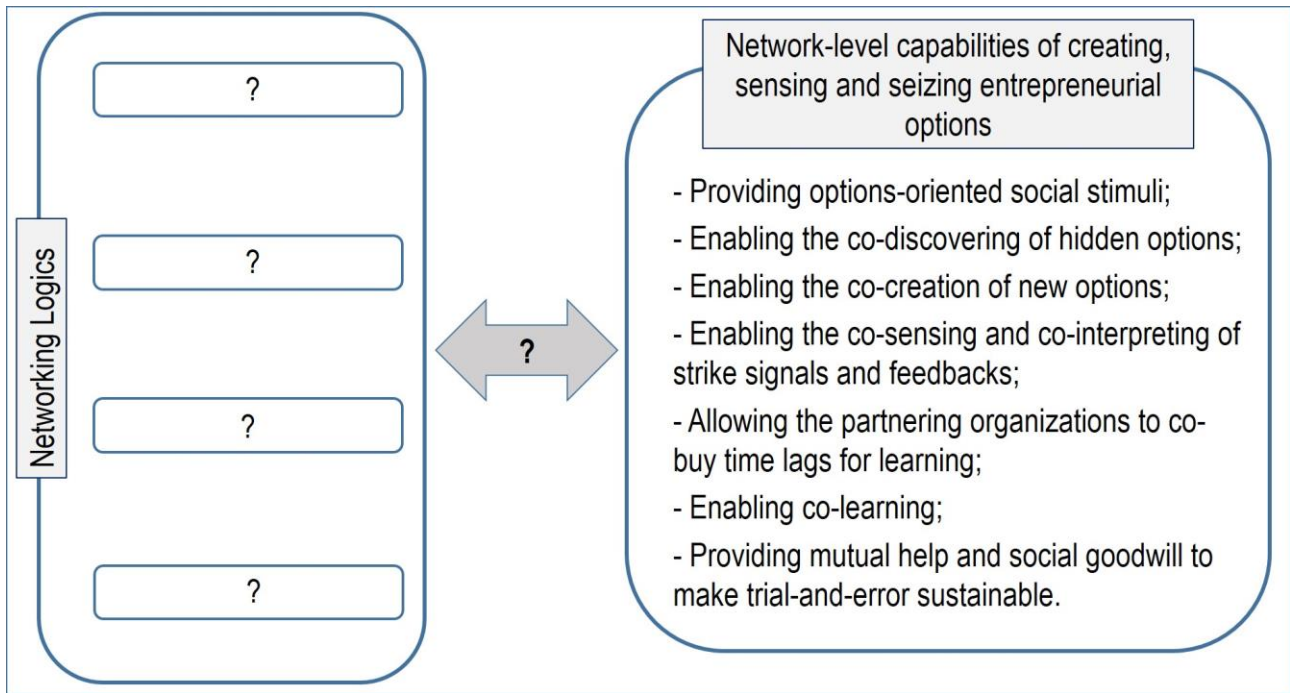 Networking Logics
?
?
?
?
?
Network-level capabilities of creating,
sensing and seizing entrepreneurial
options
- Providing options-oriented social stimuli;
- Enabling the co-discovering of hidden options;
- Enabling the co-creation of new options;
- Enabling the co-sensing and co-interpreting of
strike signals and feedbacks;
- Allowing the partnering organizations to co-
buy time lags for learning;
- Enabling co-learning;
- Providing mutual help and social goodwill to
make trial-and-error sustainable.